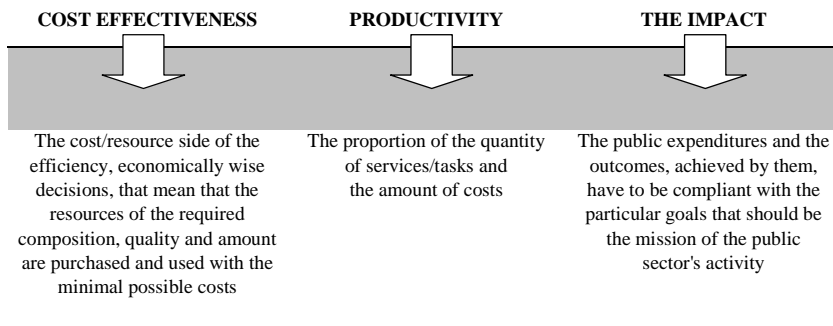 COST EFFECTIVENESS
PRODUCTIVITY
THE IMPACT
The cost/resource side of the
efficiency, economically wise
decisions, that mean that the
resources of the required
composition, quality and amount
are purchased and used with the
minimal possible costs
The proportion of the quantity
of services/tasks and
the amount of costs
The public expenditures and the
outcomes, achieved by them,
have to be compliant with the
particular goals that should be
the mission of the public
sector's activity